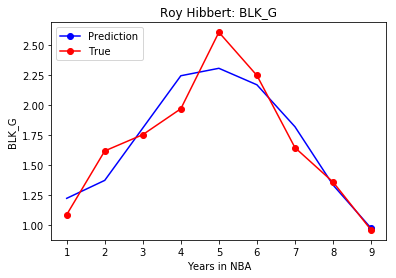 Roy Hibbert: BLK_G
Prediction
True
BLK_G
2.50
2.25
2.00
1.75
1.50
1.25
1.00
1 2 3 4 5 6 7 8 9
Years in NBA